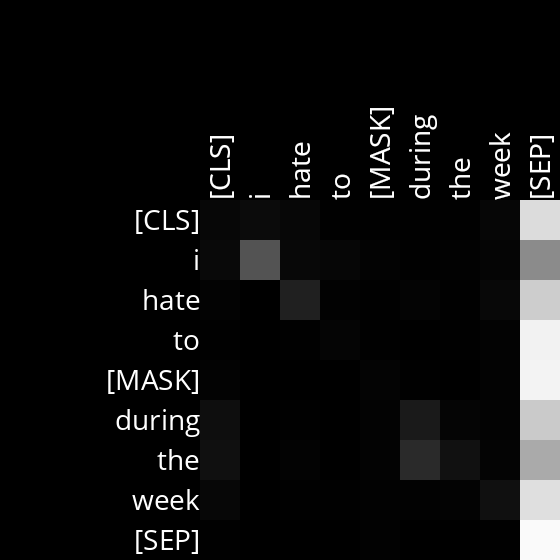 [CLS]
i
hate
to
[MASK]
during
the
week
[SEP]
[CLS]
i
hate
to
[MASK]
during
the
week
[SEP]